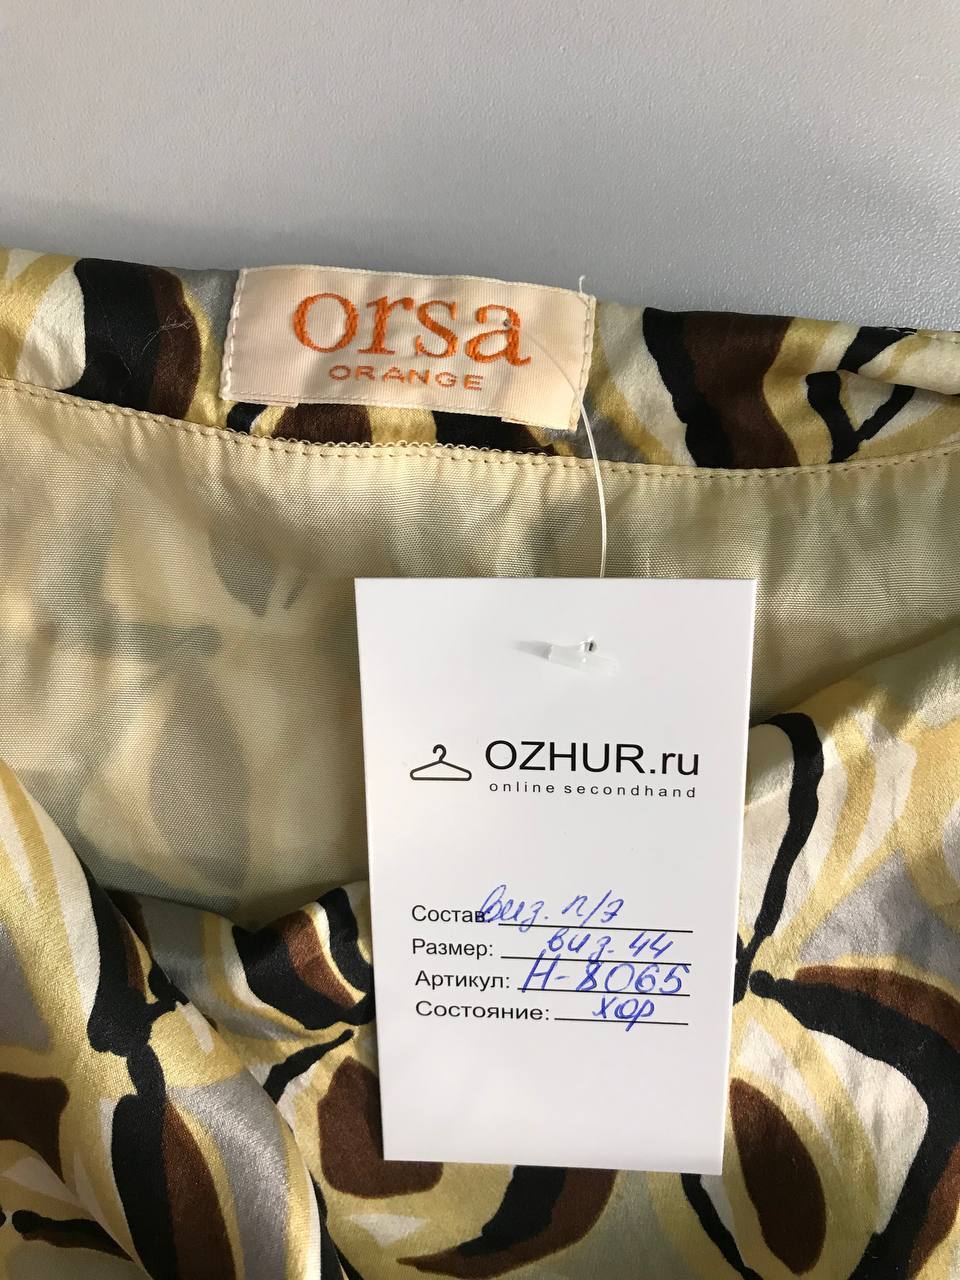 orsa
ORANGE
OZHUR.ru
online secondhand
Состав: виз. п/э
Размер: виз. 44
Артикул: Н-8065
Состояние: хор